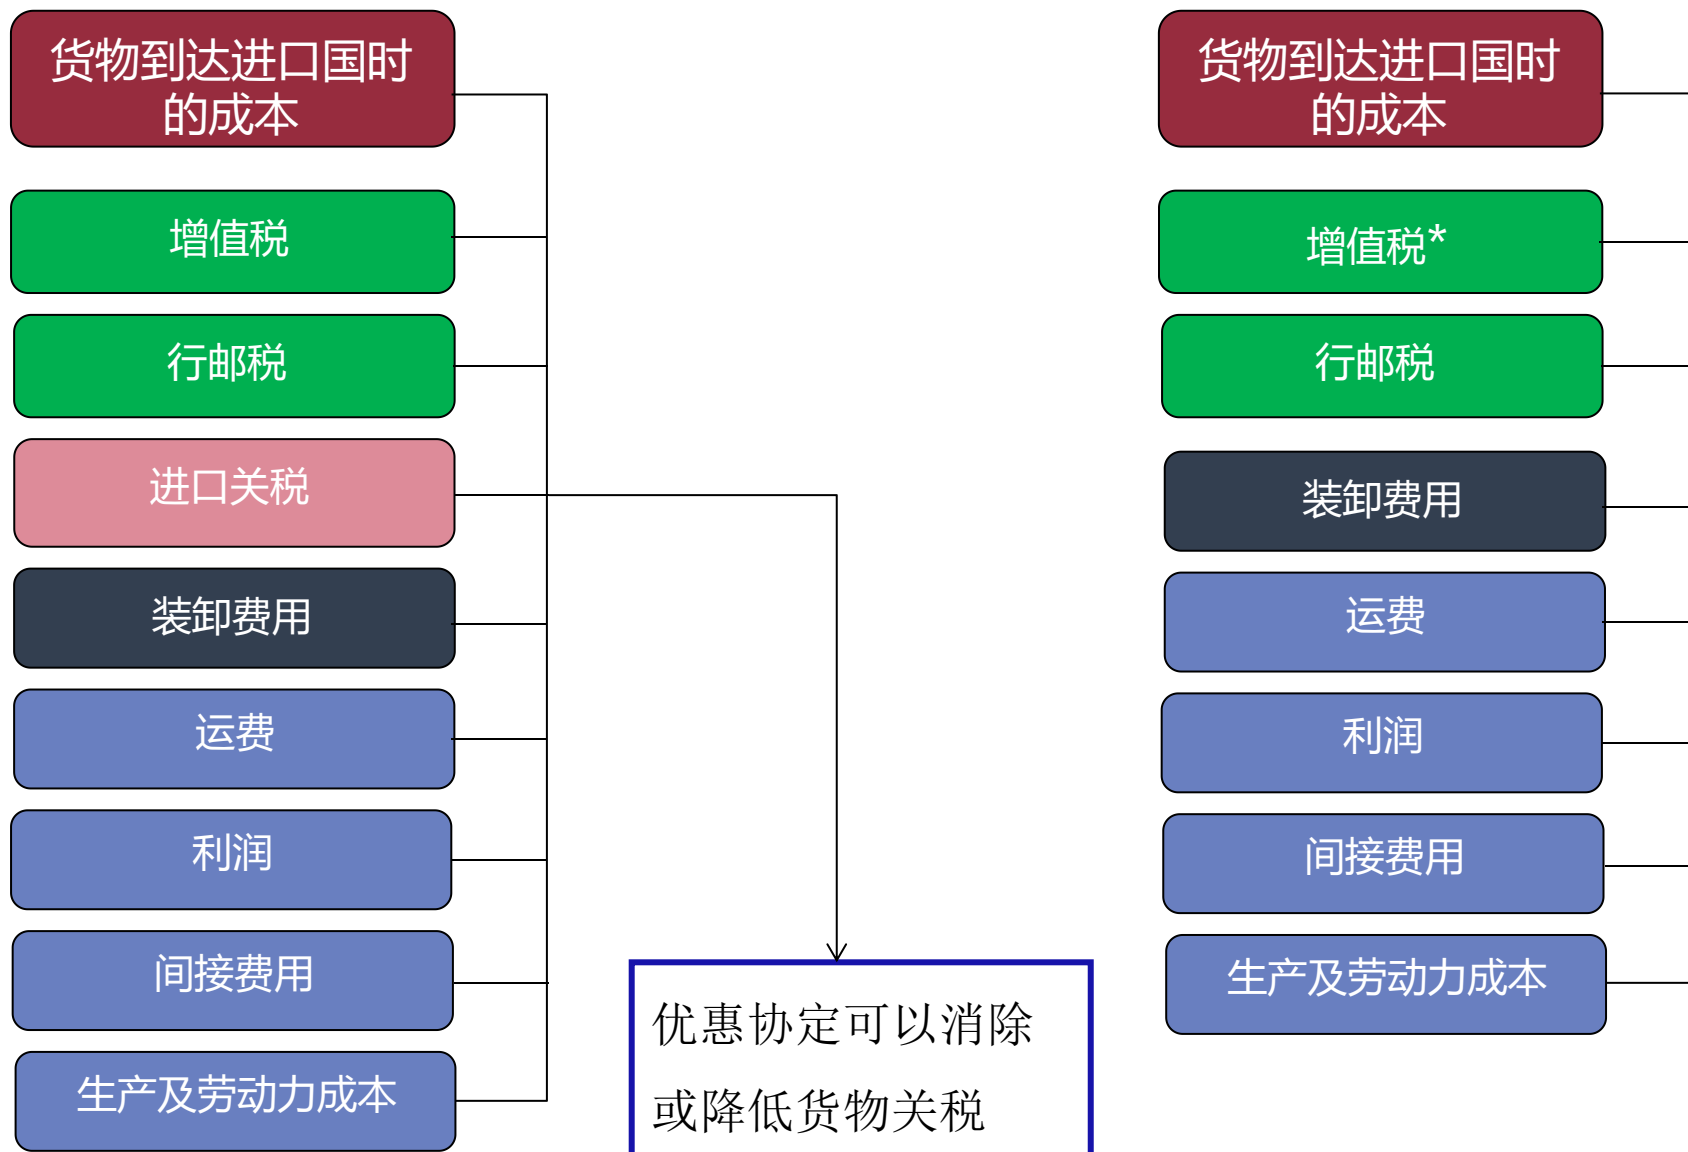 货物到达进口国时
的成本
增值税
行邮税
进口关税
装卸费用
运费
利润
间接费用
生产及劳动力成本
优惠协定可以消除
或降低货物关税
货物到达进口国时
的成本
增值税*
行邮税
装卸费用
运费
利润
间接费用
生产及劳动力成本